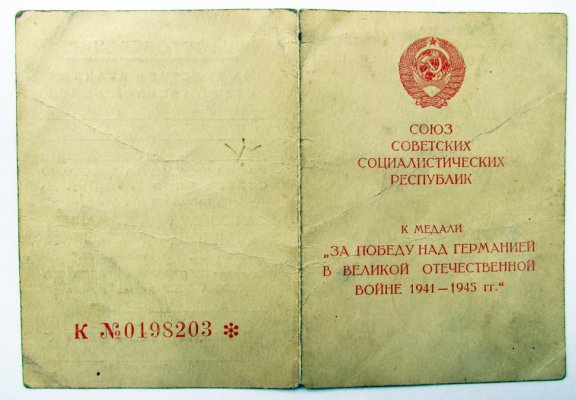 К №0198203 *
СОЮЗ
СОВЕТСКИХ
СОЦИАЛИСТИЧЕСКИХ
РЕСПУБЛИК
К МЕДАЛИ
„ЗА ПОБЕДУ НАД ГЕРМАНИЕЙ
В ВЕЛИКОЙ ОТЕЧЕСТВЕННОЙ
ВОЙНЕ 1941—1945 гг.“